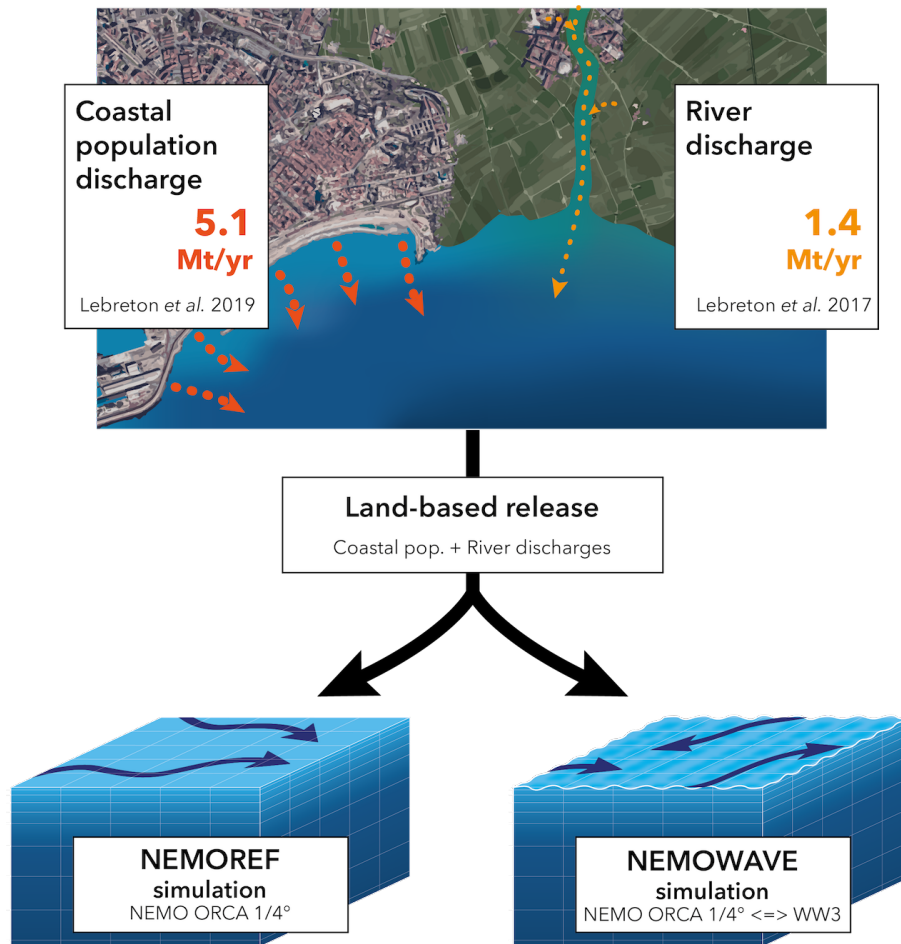 Coastal
population
discharge
5.1
Mt/yr
Lebreton et al. 2019
River
discharge
1.4
Mt/yr
Lebreton et al. 2017
Land-based release
Coastal pop. + River discharges
NEMOREF
simulation
NEMO ORCA 1/4°
NEMOWAVE
simulation
NEMO ORCA 1/4° <=> WW3